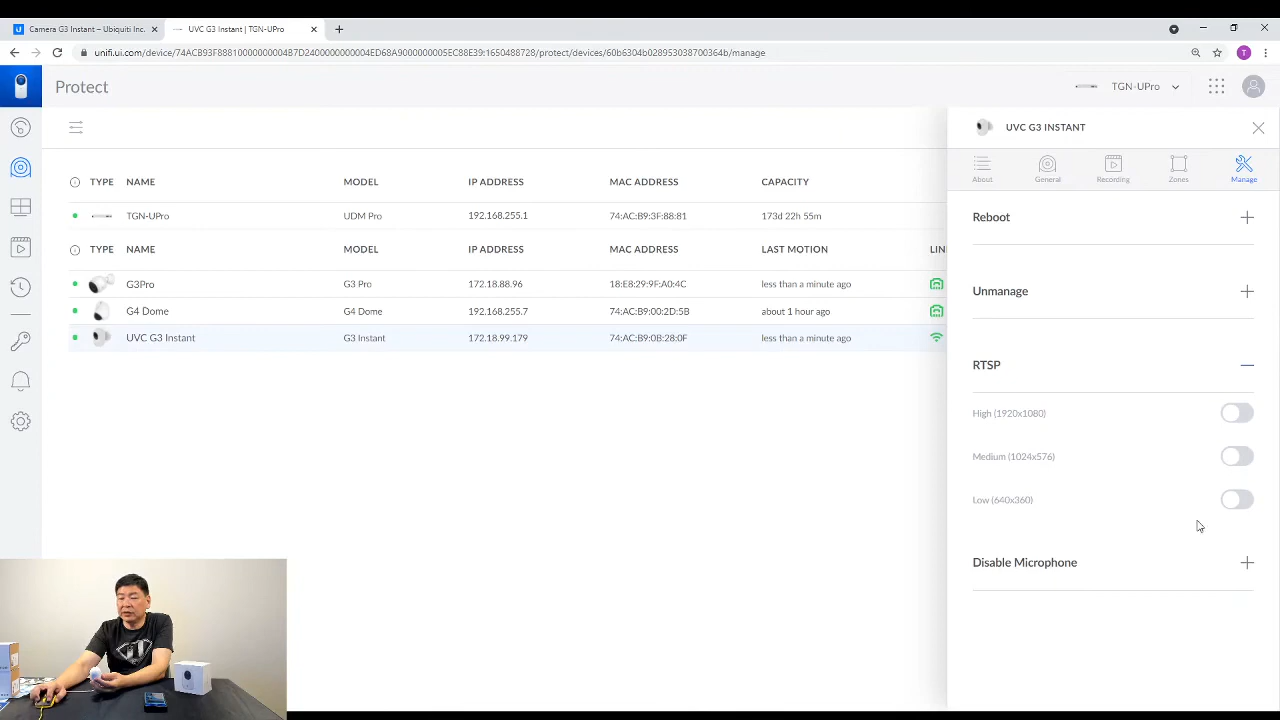 Camera G3 Instant – Ubiquiti Inc.
UVC G3 Instant | TGN-UPro
unifi.ui.com/device/74ACB93F88810000000004B7D2400000000004ED68A9000000005EC88E39:1650488728/protect/devices/60b6304b028953038700364b/manage
T
Protect
TGN-UPro
UVC G3 INSTANT
About
General
Recording
Zones
Manage
TYPE NAME MODEL IP ADDRESS MAC ADDRESS CAPACITY
TGN-UPro UDM Pro 192.168.255.1 74:AC:B9:3F:88:81 173d 22h 55m
TYPE NAME MODEL IP ADDRESS MAC ADDRESS LAST MOTION LIN
G3Pro G3 Pro 172.18.88.96 18:E8:29:9F:A0:4C less than a minute ago
G4 Dome G4 Dome 192.168.255.7 74:AC:B9:00:2D:5B about 1 hour ago
UVC G3 Instant G3 Instant 172.18.99.179 74:AC:B9:0B:28:0F less than a minute ago
Reboot
Unmanage
RTSP
High (1920x1080)
Medium (1024x576)
Low (640x360)
Disable Microphone